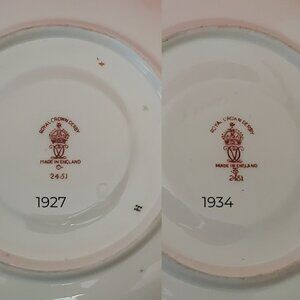 ROYAL CROWN DERBY
MADE IN ENGLAND
2451
1927
H
ROYAL CROWN DERBY
MADE IN ENGLAND
2451
1934